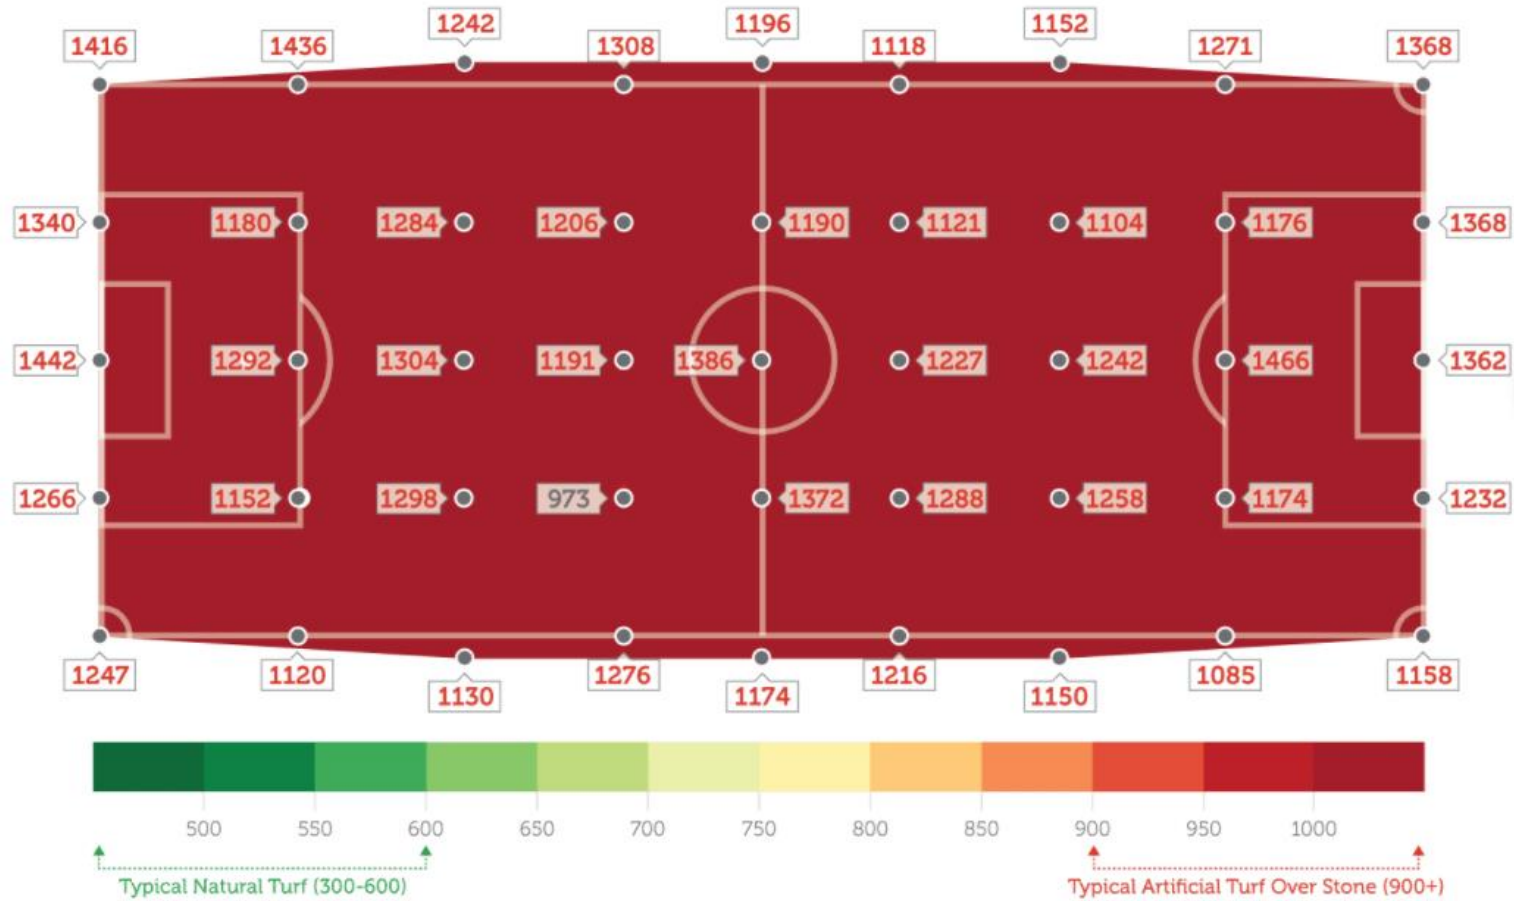 1242 1196 1152
1416 1436 1308 1118 1271 1368
1340 1180 1284 1206 1190 1121 1104 1176 1368
1442 1292 1304 1191 1386 1227 1242 1466 1362
1266 1152 1298 973 1372 1288 1258 1174 1232
1247 1120 1276 1216 1085 1158
1130 1174 1150
500 550 600 650 700 750 800 850 900 950 1000
Typical Natural Turf (300-600) Typical Artificial Turf Over Stone (900+)